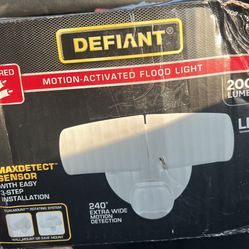 DEFIANT
RED
MOTION-ACTIVATED FLOOD LIGHT
200
LUME
MAXDETECT
SENSOR
WITH EASY
3-STEP
INSTALLATION
240°
EXTRA WIDE
MOTION
DETECTION